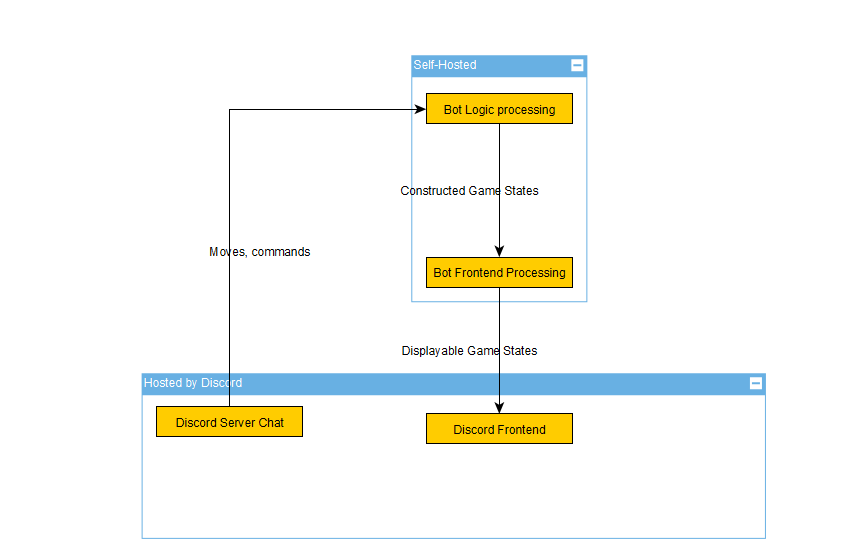 Self-Hosted
Bot Logic processing
Constructed Game States
Moves, commands
Bot Frontend Processing
Displayable Game States
Hosted by Discord
Discord Server Chat
Discord Frontend